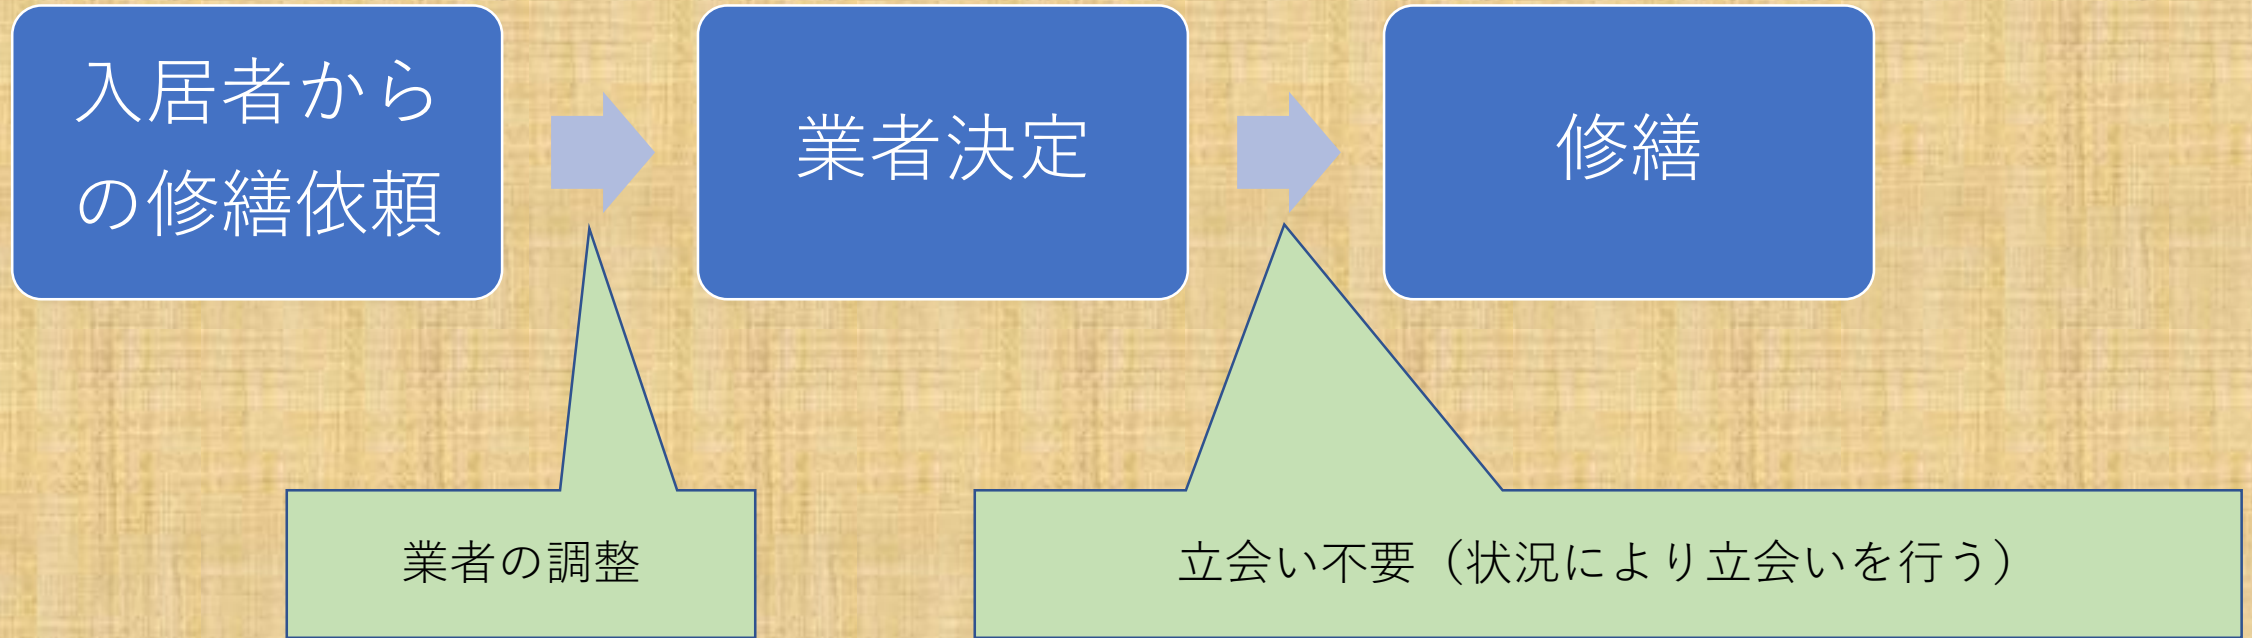 入居者から
の修繕依頼
業者決定
修繕
業者の調整
立会い不要（状況により立会いを行う）